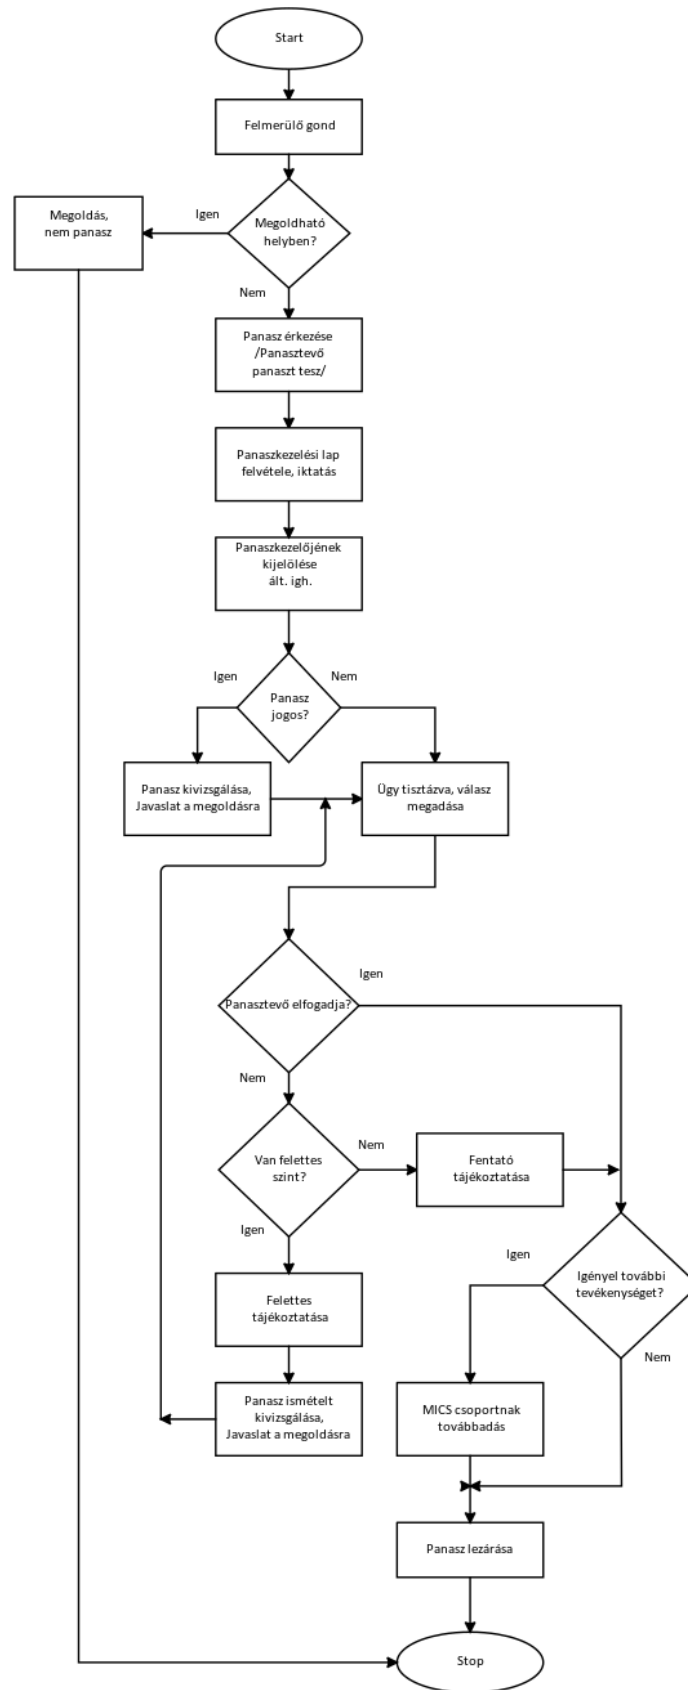 Start
Felmerülő gond
Igen
Megoldás,
nem panasz
Megoldható
helyben?
Nem
Panasz érkezése
/Panasztevő
panaszt tesz/
Panaszkezelési lap
felvétele, iktatás
Panaszkezelőjének
kijelölése
ált. igh.
Igen
Nem
Panasz
jogos?
Panasz kivizsgálása,
Javaslat a megoldásra
Ügy tisztázva, válasz
megadása
Igen
Panasztevő elfogadja?
Nem
Van felettes
szint?
Nem
Fentató
tájékoztatása
Igen
Igen
Igényel további
tevékenységet?
Nem
Felettes
tájékoztatása
Panasz ismételt
kivizsgálása,
Javaslat a megoldásra
MICS csoportnak
továbbadás
Panasz lezárása
Stop